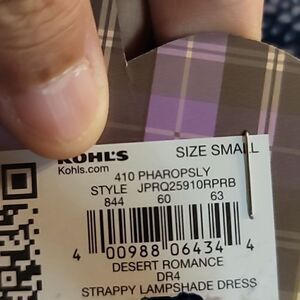 KOHL'S SIZE SMALL
Kohls.com
410 PHAROPSLY
STYLE JPRQ25910RPRB
844 60 63
4 00988 06434 4
DESERT ROMANCE
DR4
STRAPPY LAMPSHADE DRESS